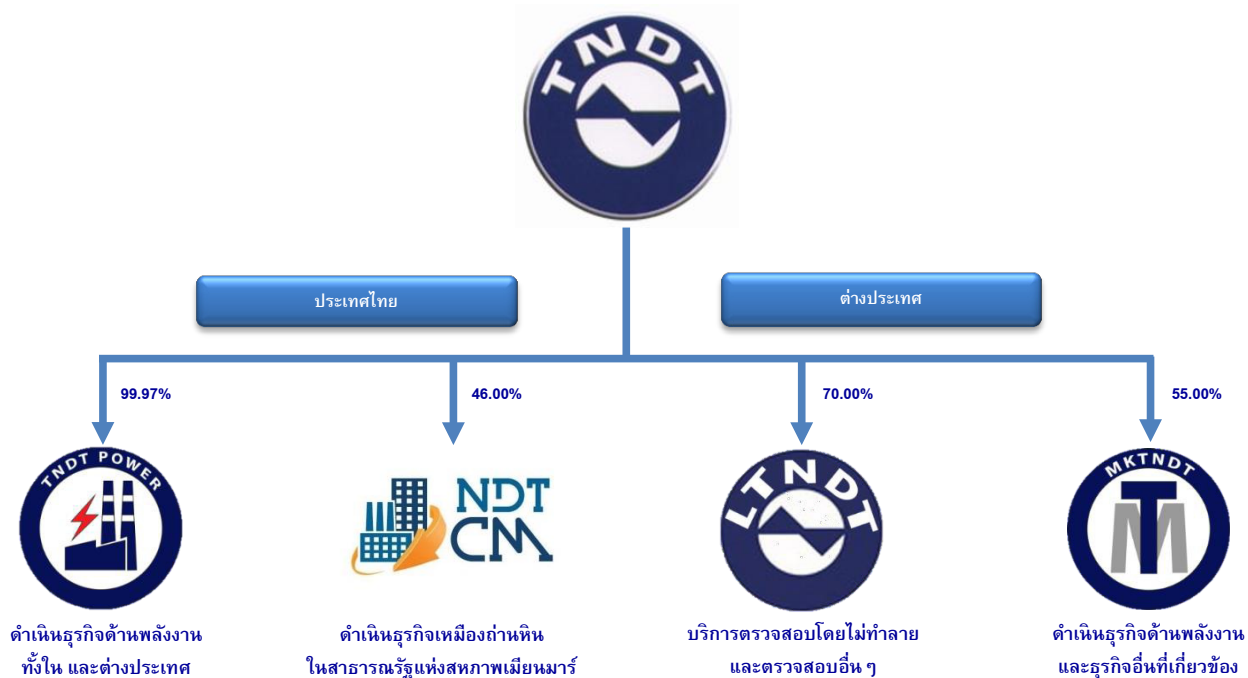 TNDT
ประเทศไทย
ต่างประเทศ
99.97%
46.00%
70.00%
55.00%
TNDT POWER
NDT
CM
LTNDT
MKTNDT
TM
ดำเนินธุรกิจด้านพลังงาน
ทั้งใน และต่างประเทศ
ดำเนินธุรกิจเหมืองถ่านหิน
ในสาธารณรัฐแห่งสหภาพเมียนมาร์
บริการตรวจสอบโดยไม่ทำลาย
และตรวจสอบอื่น ๆ
ดำเนินธุรกิจด้านพลังงาน
และธุรกิจอื่นที่เกี่ยวข้อง